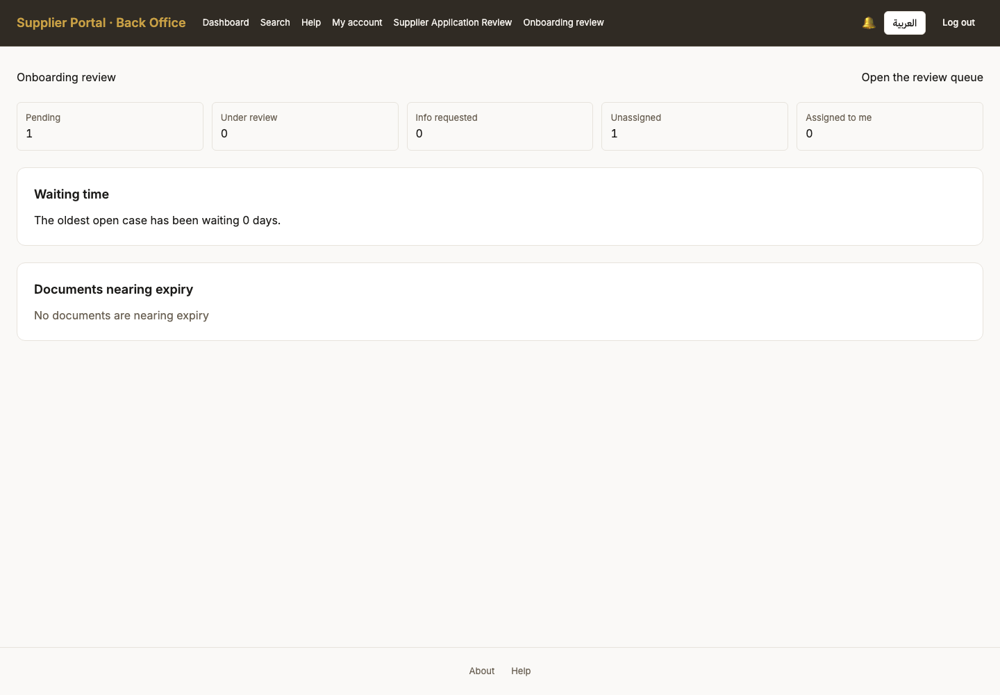 Supplier Portal · Back Office Dashboard Search Help My account Supplier Application Review Onboarding review العربية Log out
Onboarding review Open the review queue
Pending Under review Info requested Unassigned Assigned to me
1 0 0 1 0
Waiting time
The oldest open case has been waiting 0 days.
Documents nearing expiry
No documents are nearing expiry
About Help